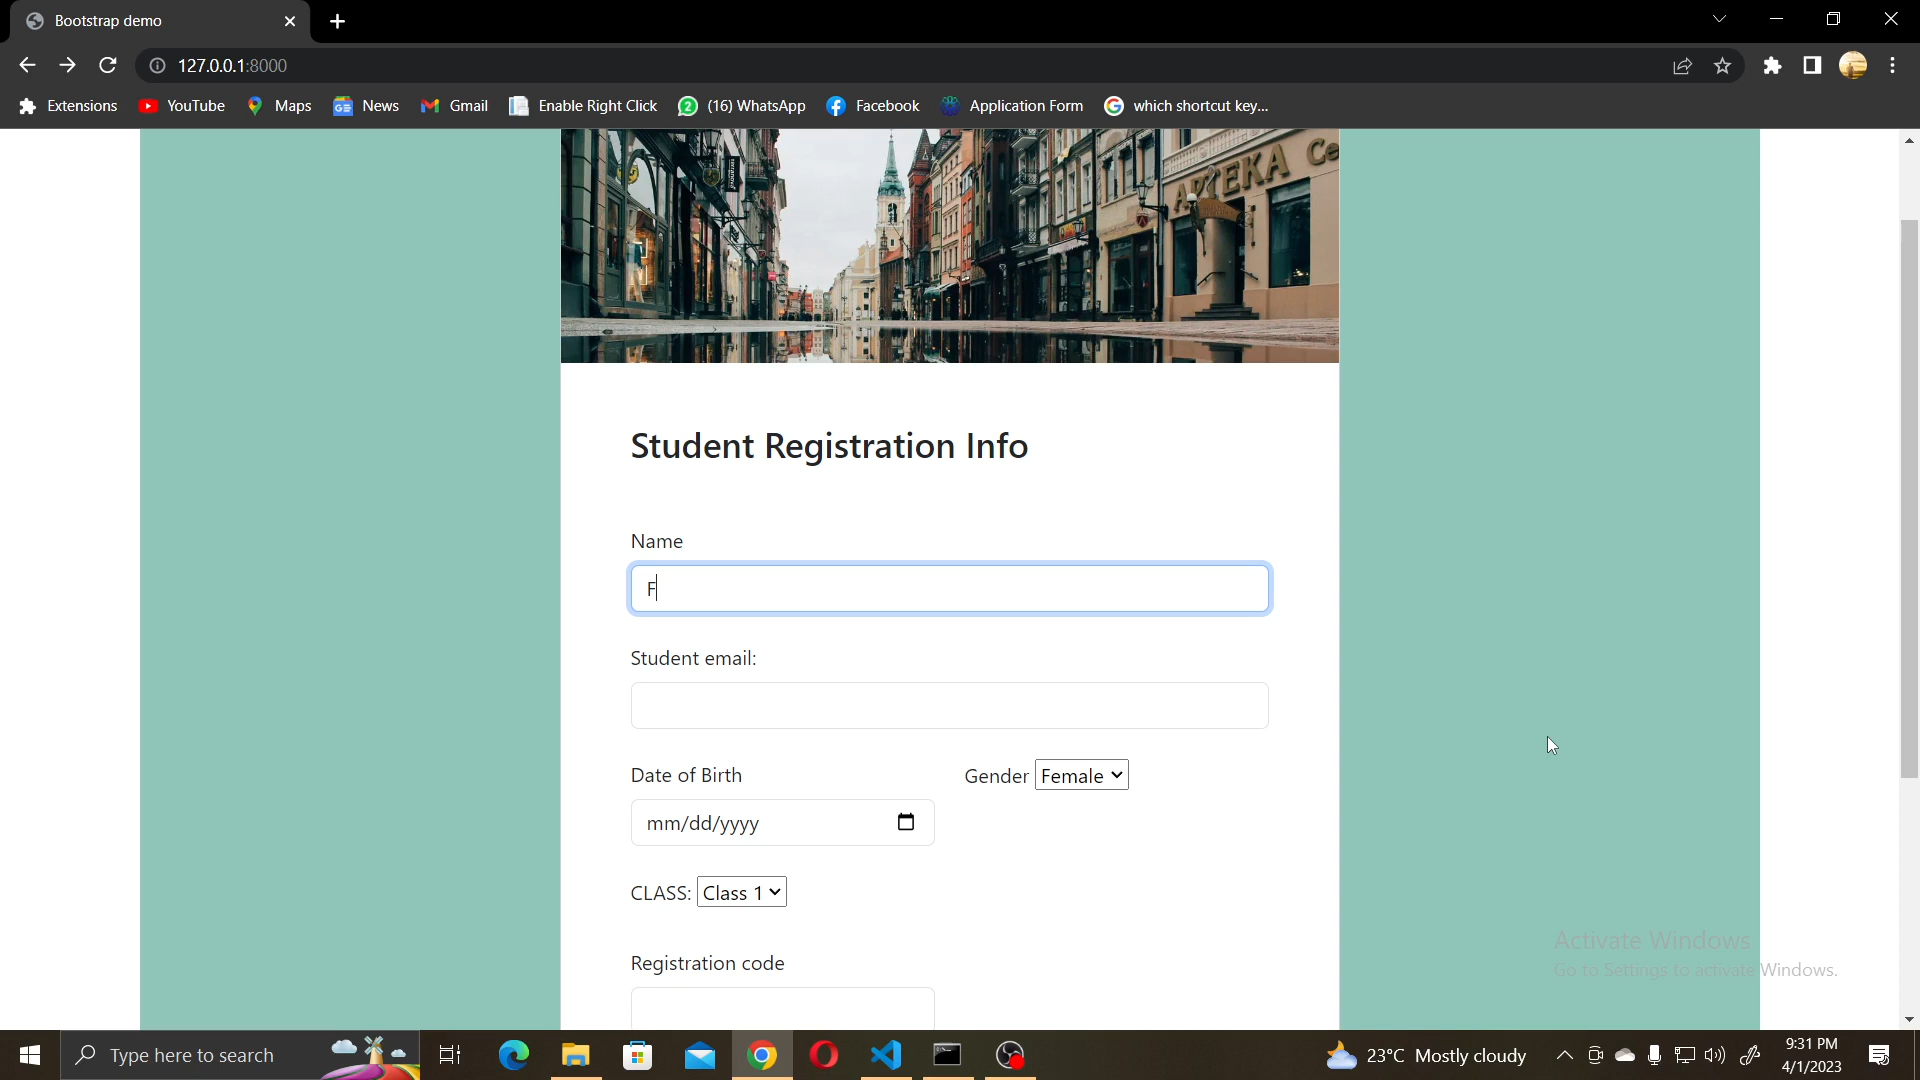 Bootstrap demo
127.0.0.1:8000
Extensions YouTube Maps News Gmail Enable Right Click (16) WhatsApp Facebook Application Form which shortcut key...
APTEKA Ce
Student Registration Info
Name
F
Student email:
Date of Birth Gender Female
mm/dd/yyyy
CLASS: Class 1
Registration code
Activate Windows
Go to Settings to activate Windows.
Type here to search
23°C Mostly cloudy
9:31 PM
4/1/2023